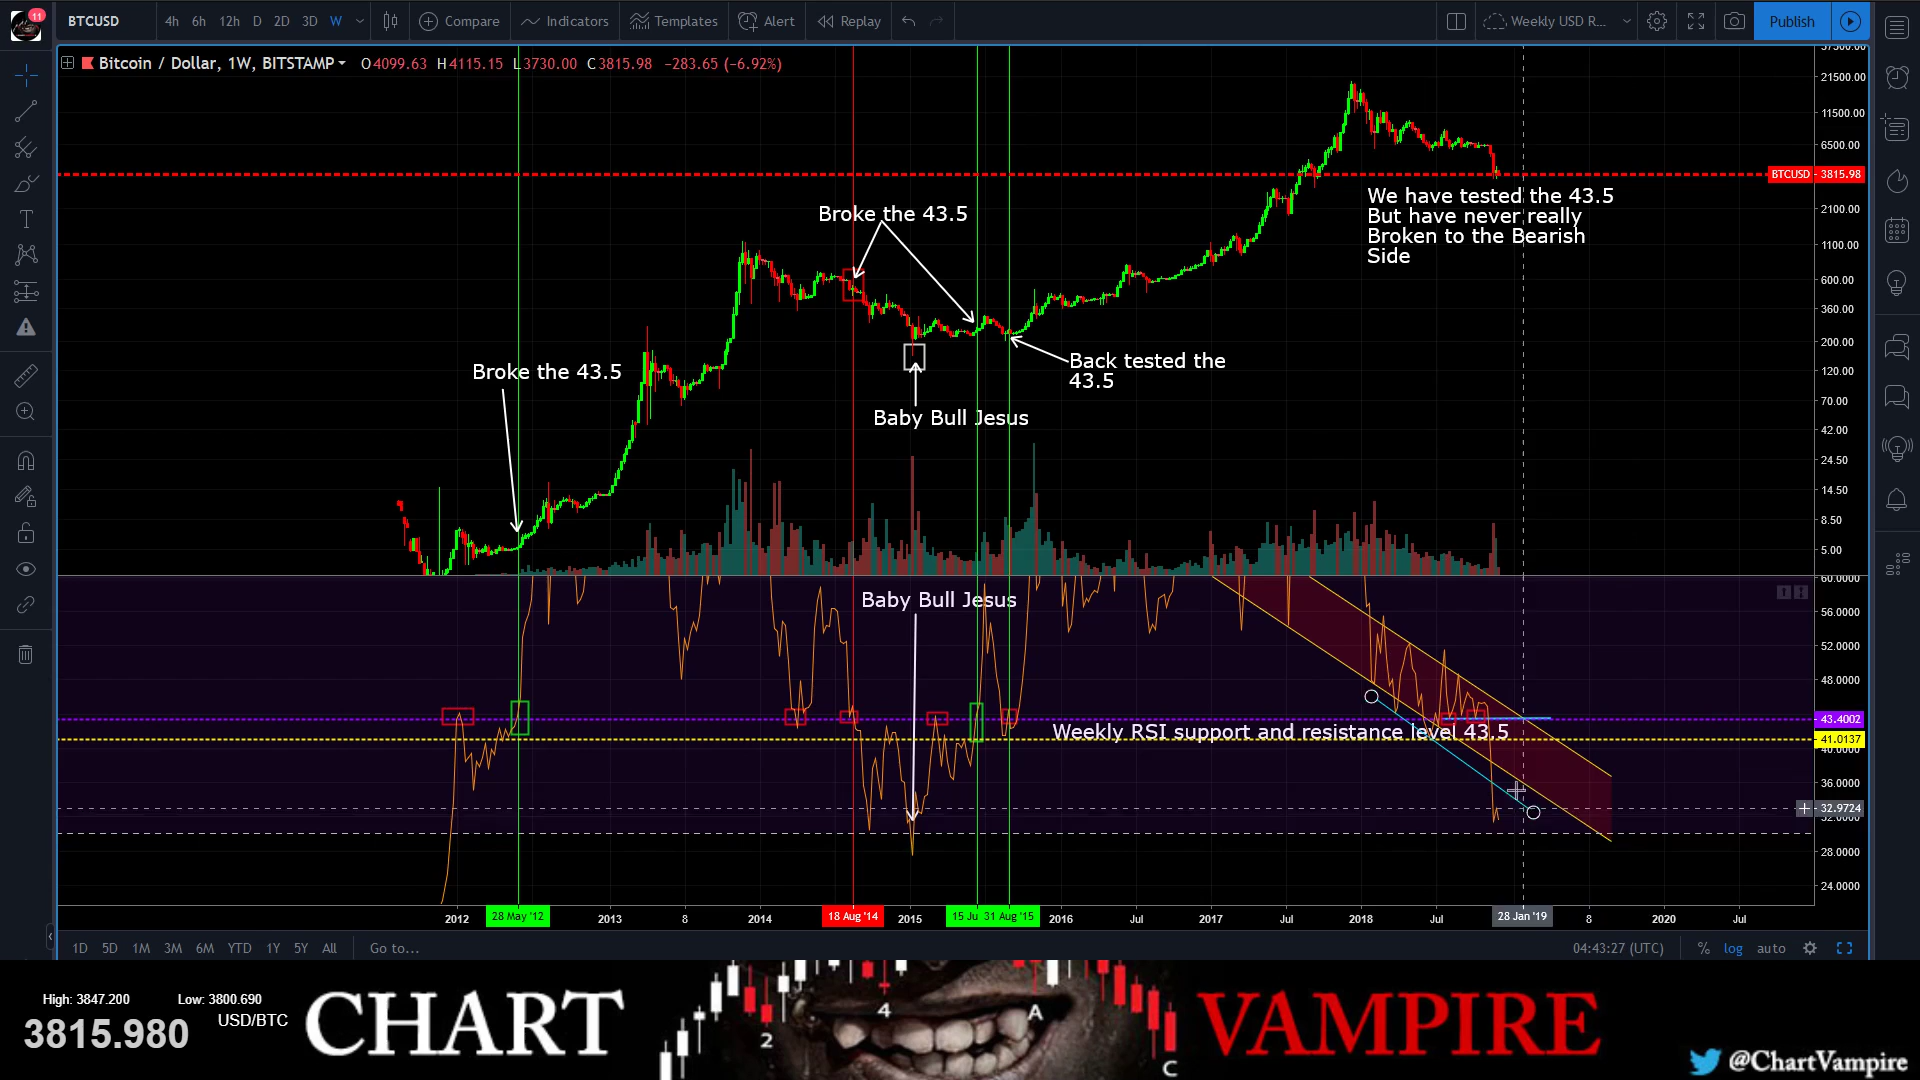 11
BTCUSD 4h 6h 12h D 2D 3D W Compare Indicators Templates Alert Replay Weekly USD R... Publish
Bitcoin / Dollar, 1W, BITSTAMP O4099.63 H4115.15 L3730.00 C3815.98 −283.65 (−6.92%)
37500.00
21500.00
11500.00
6500.00
BTCUSD 3815.98
2100.00
1100.00
600.00
360.00
200.00
120.00
70.00
42.00
24.50
14.50
8.50
5.00
We have tested the 43.5
But have never really
Broken to the Bearish
Side
Broke the 43.5
Back tested the
43.5
Broke the 43.5
Baby Bull Jesus
Baby Bull Jesus
Weekly RSI support and resistance level 43.5
60.0000
56.0000
52.0000
48.0000
43.4002
41.0137
40.0000
36.0000
32.9724
32.0000
28.0000
24.0000
2012 28 May '12 2013 8 2014 18 Aug '14 2015 15 Ju 31 Aug '15 2016 Jul 2017 Jul 2018 Jul 28 Jan '19 8 2020 Jul
1D 5D 1M 3M 6M YTD 1Y 5Y All Go to... 04:43:27 (UTC) % log auto
High: 3847.200 Low: 3800.690
3815.980 USD/BTC
CHART VAMPIRE
2 4 A C
@ChartVampire